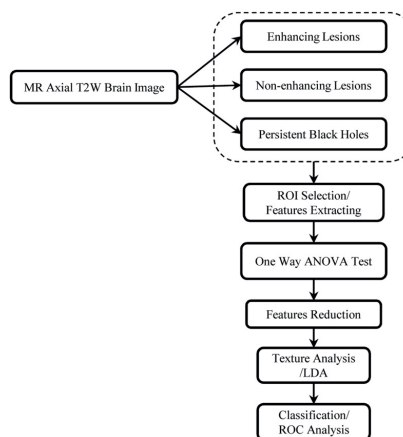 Enhancing Lesions
MR Axial T2W Brain Image
Non-enhancing Lesions
Persistent Black Holes
ROI Selection/
Features Extracting
One Way ANOVA Test
Features Reduction
Texture Analysis
/LDA
Classification/
ROC Analysis